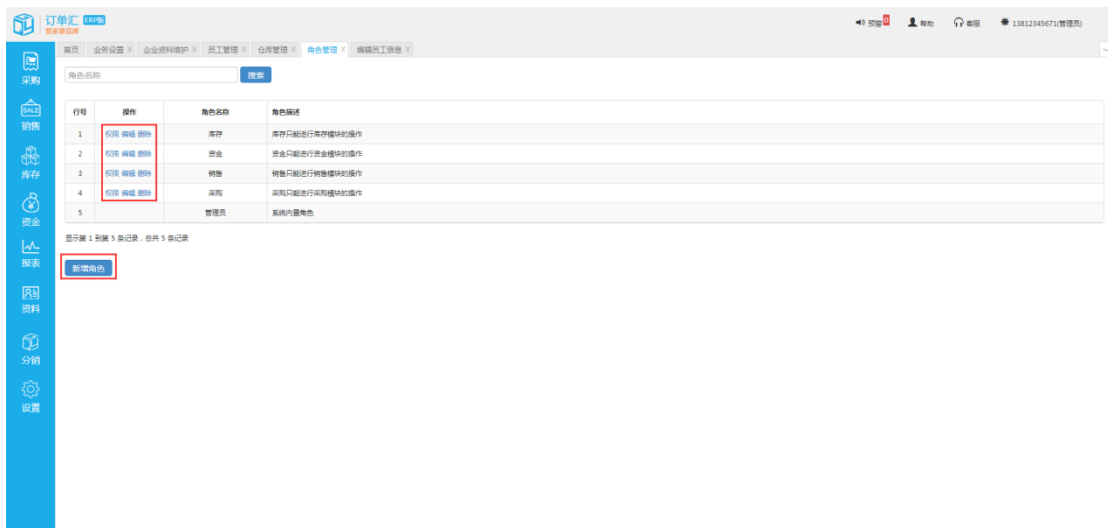 订单汇 ERP版
管家婆品牌
预警 0 帮助 客服 13812345671(管理员)
首页 业务设置 X 企业资料维护 X 员工管理 X 仓库管理 X 角色管理 X 编辑员工信息 X
采购
SALE
销售
库存
资金
报表
资料
分销
设置
角色名称 搜索
行号 操作 角色名称 角色描述
1 权限 编辑 删除 库存 库存只能进行库存模块的操作
2 权限 编辑 删除 资金 资金只能进行资金模块的操作
3 权限 编辑 删除 销售 销售只能进行销售模块的操作
4 权限 编辑 删除 采购 采购只能进行采购模块的操作
5 管理员 系统内置角色
显示第 1 到第 5 条记录，总共 5 条记录
新增角色